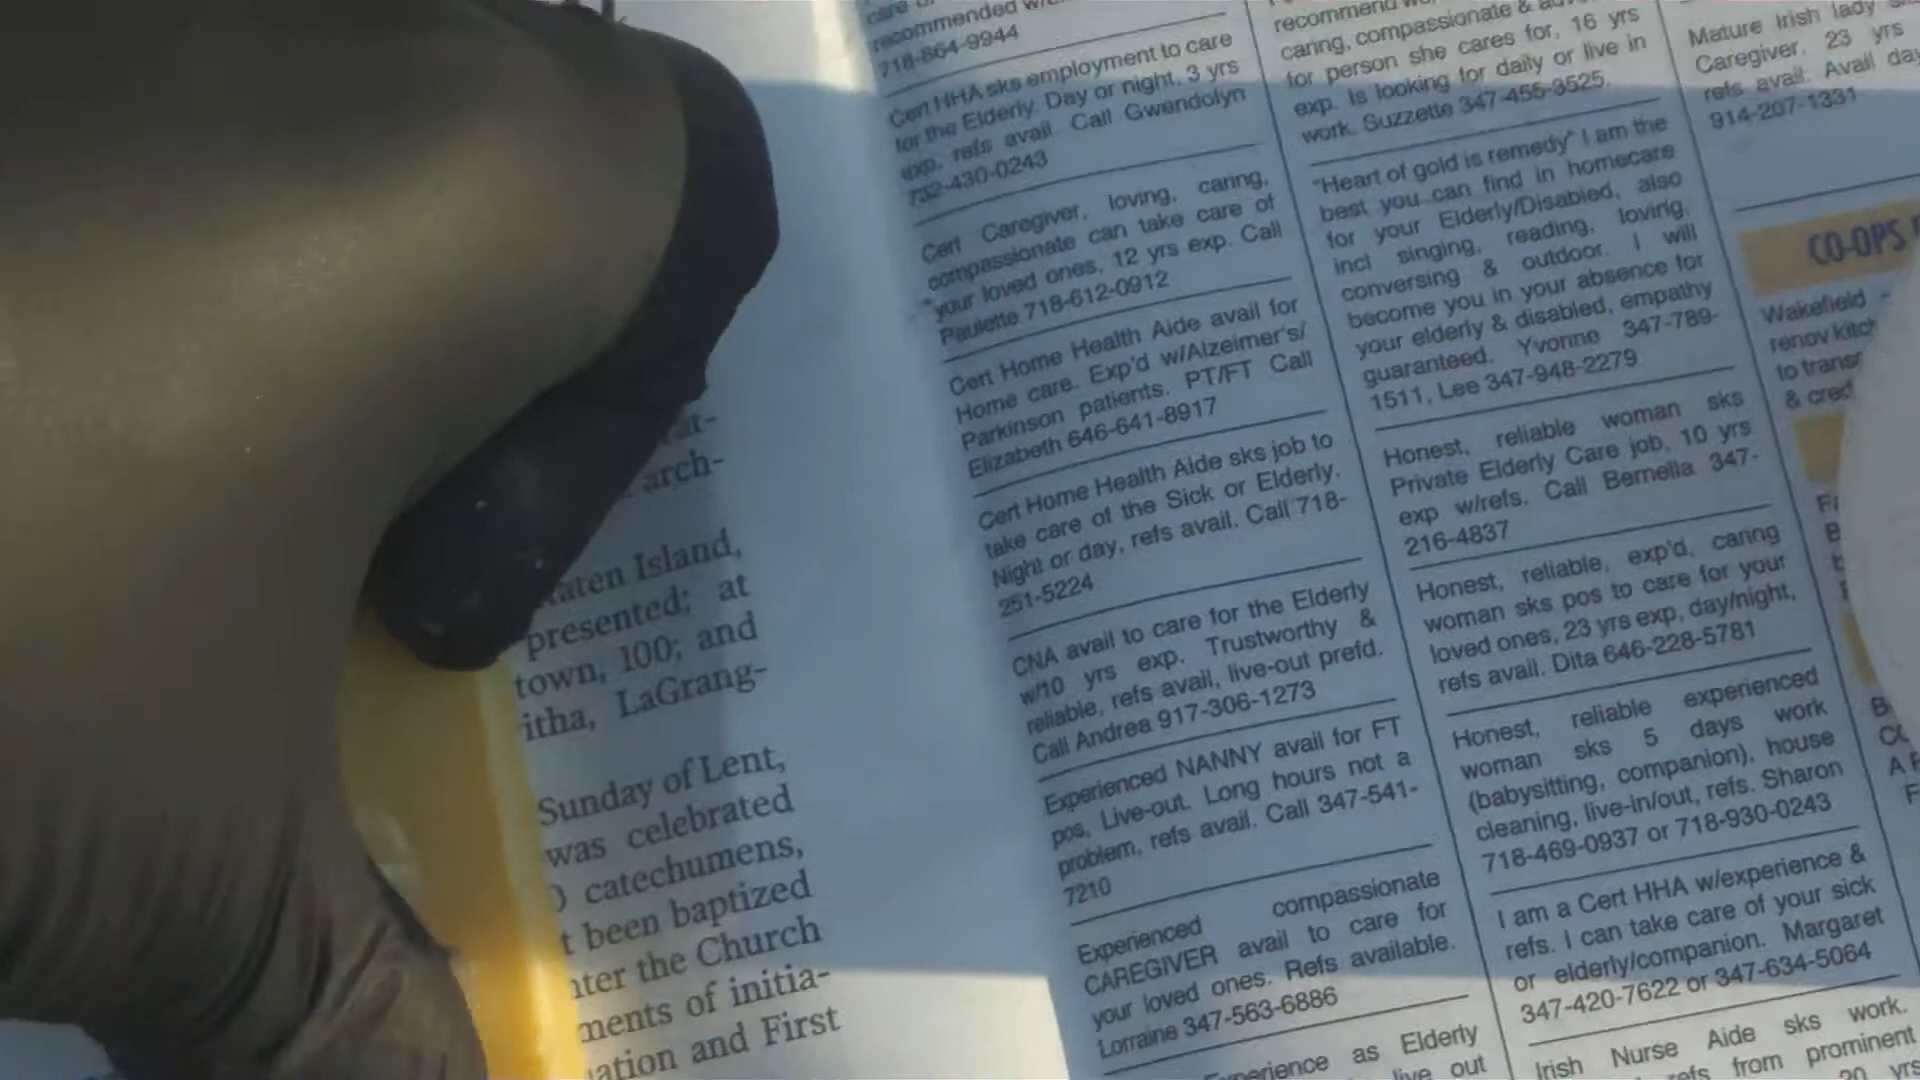 at-
arch-
aten Island,
presented; at
town, 100; and
itha, LaGrang-
Sunday of Lent,
was celebrated
catechumens,
t been baptized
nter the Church
ments of initia-
ation and First
care
recommended
718-864-9944
Cert HHA sks employment to care
for the Elderly. Day or night, 3 yrs
exp, refs avail. Call Gwendolyn
732-430-0243
Cert Caregiver, loving, caring,
compassionate can take care of
your loved ones, 12 yrs exp. Call
Paulette 718-612-0912
Cert Home Health Aide avail for
Home care. Exp'd w/Alzeimer's/
Parkinson patients. PT/FT Call
Elizabeth 646-641-8917
Cert Home Health Aide sks job to
take care of the Sick or Elderly.
Night or day, refs avail. Call 718-
251-5224
CNA avail to care for the Elderly
w/10 yrs exp. Trustworthy &
reliable, refs avail, live-out prefd.
Call Andrea 917-306-1273
Experienced NANNY avail for FT
pos, Live-out. Long hours not a
problem, refs avail. Call 347-541-
7210
Experienced compassionate
CAREGIVER avail to care for
your loved ones. Refs available.
Lorraine 347-563-6886
perience as Elderly
live out
recommend
caring, compassionate &
for person she cares for, 16 yrs
exp. Is looking for daily or live in
work. Suzzette 347-455-3525.
"Heart of gold is remedy" I am the
best you can find in homecare
for your Elderly/Disabled, also
incl singing, reading, loving,
conversing & outdoor. I will
become you in your absence for
your elderly & disabled, empathy
guaranteed. Yvonne 347-789-
1511, Lee 347-948-2279
Honest, reliable woman sks
Private Elderly Care job, 10 yrs
exp w/refs. Call Bernella 347-
216-4837
Honest, reliable, exp'd, caring
woman sks pos to care for your
loved ones, 23 yrs exp, day/night,
refs avail. Dita 646-228-5781
Honest, reliable experienced
woman sks 5 days work
(babysitting, companion), house
cleaning, live-in/out, refs. Sharon
718-469-0937 or 718-930-0243
I am a Cert HHA w/experience &
refs. I can take care of your sick
or elderly/companion. Margaret
347-420-7622 or 347-634-5064
Irish Nurse Aide sks work.
refs from prominent
20 yrs
Mature Irish lady
Caregiver, 23 yrs
refs avail. Avail day
914-207-1331
CO-OPS
Wakefield -
renov kitch
to transr
& cred